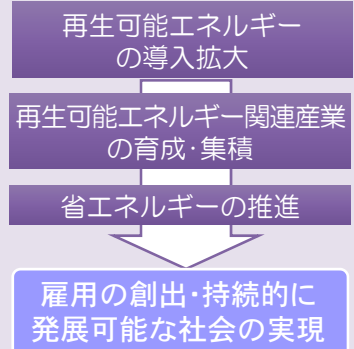 再生可能エネルギー
の導入拡大
再生可能エネルギー関連産業
の育成･集積
省エネルギーの推進
雇用の創出･持続的に
発展可能な社会の実現